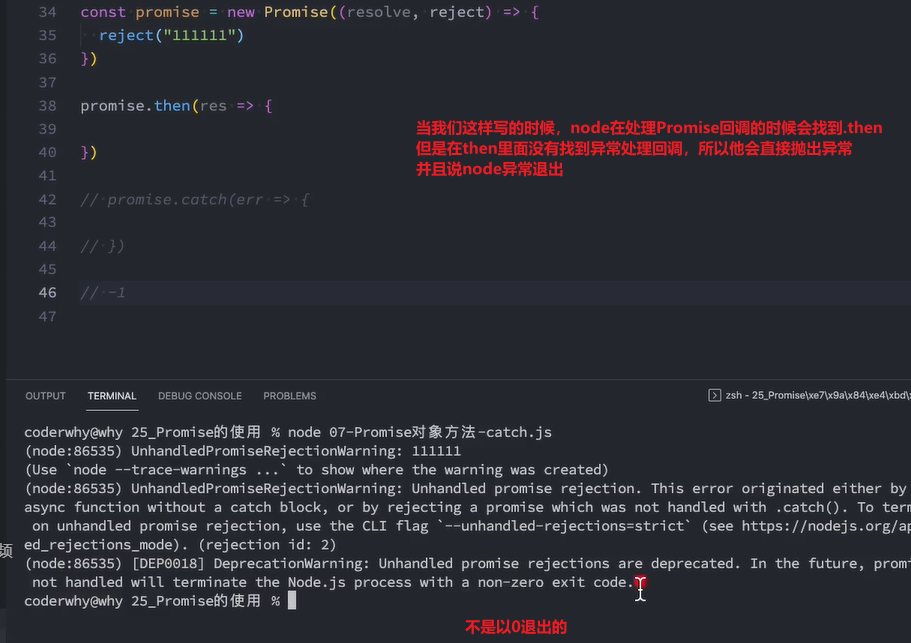 34 const promise = new Promise((resolve, reject) => {
35 reject("111111")
36 })
37
38 promise.then(res => {
39
40 })
41
42 // promise.catch(err => {
43
44 // })
45
46 // -1
47
当我们这样写的时候，node在处理Promise回调的时候会找到.then
但是在then里面没有找到异常处理回调，所以他会直接抛出异常
并且说node异常退出
OUTPUT TERMINAL DEBUG CONSOLE PROBLEMS
zsh - 25_Promise\xe7\x9a\x84\xe4\xbd\
coderwhy@why 25_Promise的使用 % node 07-Promise对象方法-catch.js
(node:86535) UnhandledPromiseRejectionWarning: 111111
(Use `node --trace-warnings ...` to show where the warning was created)
(node:86535) UnhandledPromiseRejectionWarning: Unhandled promise rejection. This error originated either by
async function without a catch block, or by rejecting a promise which was not handled with .catch(). To term
on unhandled promise rejection, use the CLI flag `--unhandled-rejections=strict` (see https://nodejs.org/ap
ed_rejections_mode). (rejection id: 2)
(node:86535) [DEP0018] DeprecationWarning: Unhandled promise rejections are deprecated. In the future, promi
not handled will terminate the Node.js process with a non-zero exit code.
coderwhy@why 25_Promise的使用 %
不是以0退出的